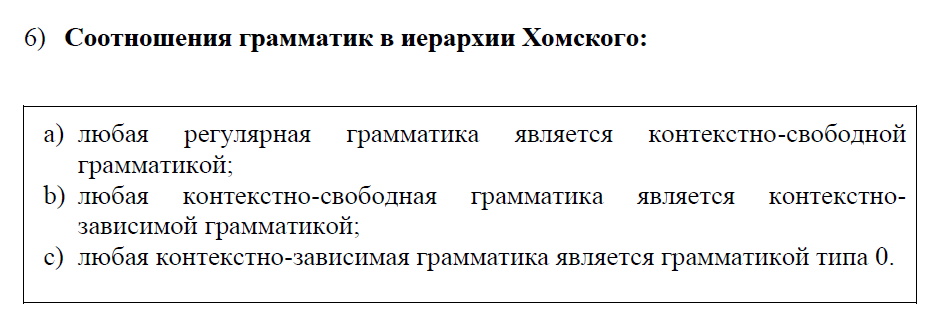 6) Соотношения грамматик в иерархии Хомского:
a) любая регулярная грамматика является контекстно-свободной
грамматикой;
b) любая контекстно-свободная грамматика является контекстно-
зависимой грамматикой;
c) любая контекстно-зависимая грамматика является грамматикой типа 0.